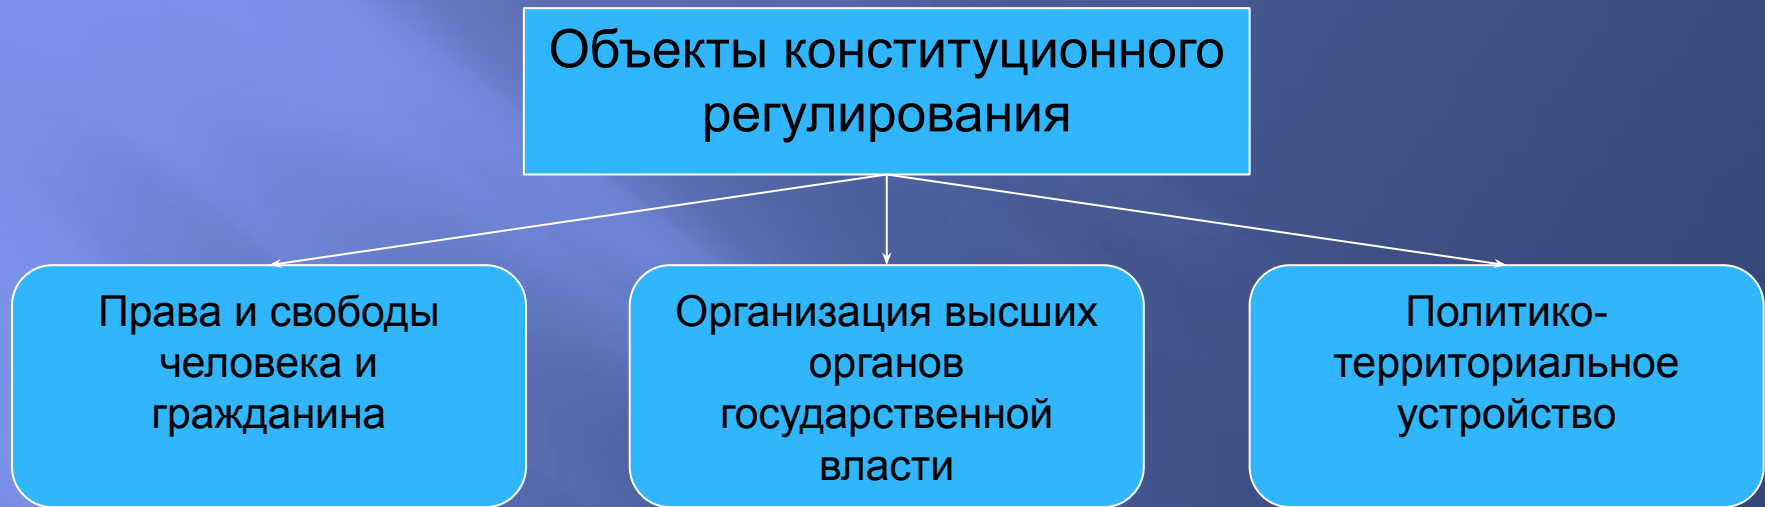 Объекты конституционного
регулирования
Права и свободы
человека и
гражданина
Организация высших
органов
государственной
власти
Политико-
территориальное
устройство